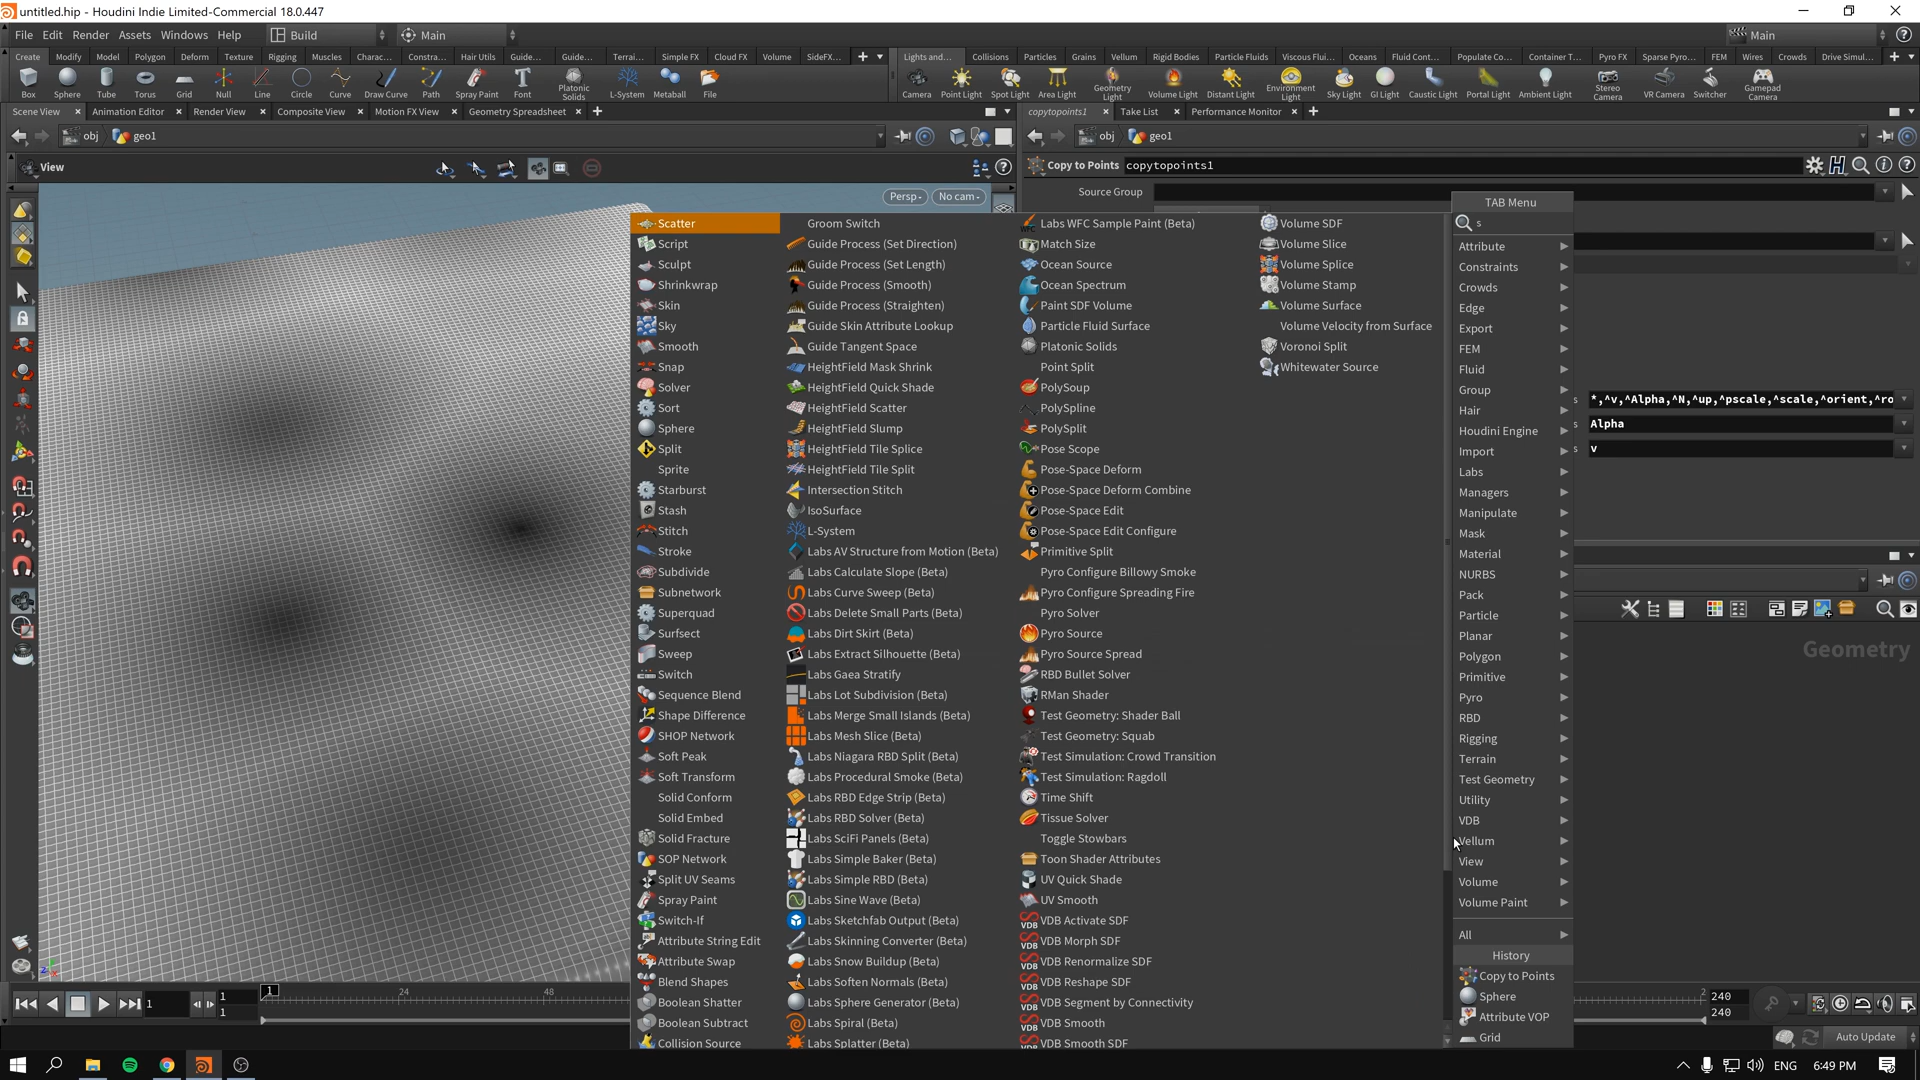 untitled.hip - Houdini Indie Limited-Commercial 18.0.447
File Edit Render Assets Windows Help Build Main Main
Create Modify Model Polygon Deform Texture Rigging Muscles Charac... Constra... Hair Utils Guide... Guide... Terrai... Simple FX Cloud FX Volume SideFX... Lights and... Collisions Particles Grains Vellum Rigid Bodies Particle Fluids Viscous Flui... Oceans Fluid Cont... Populate Co... Container T... Pyro FX Sparse Pyro... FEM Wires Crowds Drive Simul...
Box Sphere Tube Torus Grid Null Line Circle Curve Draw Curve Path Spray Paint Font Platonic Solids L-System Metaball File Camera Point Light Spot Light Area Light Geometry Light Volume Light Distant Light Environment Light Sky Light GI Light Caustic Light Portal Light Ambient Light Stereo Camera VR Camera Switcher Gamepad Camera
Scene View Animation Editor Render View Composite View Motion FX View Geometry Spreadsheet copytopoints1 Take List Performance Monitor
obj geo1 obj geo1
View Copy to Points copytopoints1
Persp No cam Source Group
TAB Menu
s
Scatter
Script
Sculpt
Shrinkwrap
Skin
Sky
Smooth
Snap
Solver
Sort
Sphere
Split
Sprite
Starburst
Stash
Stitch
Stroke
Subdivide
Subnetwork
Superquad
Surfsect
Sweep
Switch
Sequence Blend
Shape Difference
SHOP Network
Soft Peak
Soft Transform
Solid Conform
Solid Embed
Solid Fracture
SOP Network
Split UV Seams
Spray Paint
Switch-If
Attribute String Edit
Attribute Swap
Blend Shapes
Boolean Shatter
Boolean Subtract
Collision Source
Groom Switch
Guide Process (Set Direction)
Guide Process (Set Length)
Guide Process (Smooth)
Guide Process (Straighten)
Guide Skin Attribute Lookup
Guide Tangent Space
HeightField Mask Shrink
HeightField Quick Shade
HeightField Scatter
HeightField Slump
HeightField Tile Splice
HeightField Tile Split
Intersection Stitch
IsoSurface
L-System
Labs AV Structure from Motion (Beta)
Labs Calculate Slope (Beta)
Labs Curve Sweep (Beta)
Labs Delete Small Parts (Beta)
Labs Dirt Skirt (Beta)
Labs Extract Silhouette (Beta)
Labs Gaea Stratify
Labs Lot Subdivision (Beta)
Labs Merge Small Islands (Beta)
Labs Mesh Slice (Beta)
Labs Niagara RBD Split (Beta)
Labs Procedural Smoke (Beta)
Labs RBD Edge Strip (Beta)
Labs RBD Solver (Beta)
Labs SciFi Panels (Beta)
Labs Simple Baker (Beta)
Labs Simple RBD (Beta)
Labs Sine Wave (Beta)
Labs Sketchfab Output (Beta)
Labs Skinning Converter (Beta)
Labs Snow Buildup (Beta)
Labs Soften Normals (Beta)
Labs Sphere Generator (Beta)
Labs Spiral (Beta)
Labs Splatter (Beta)
Labs WFC Sample Paint (Beta)
Match Size
Ocean Source
Ocean Spectrum
Paint SDF Volume
Particle Fluid Surface
Platonic Solids
Point Split
PolySoup
PolySpline
PolySplit
Pose Scope
Pose-Space Deform
Pose-Space Deform Combine
Pose-Space Edit
Pose-Space Edit Configure
Primitive Split
Pyro Configure Billowy Smoke
Pyro Configure Spreading Fire
Pyro Solver
Pyro Source
Pyro Source Spread
RBD Bullet Solver
RMan Shader
Test Geometry: Shader Ball
Test Geometry: Squab
Test Simulation: Crowd Transition
Test Simulation: Ragdoll
Time Shift
Tissue Solver
Toggle Stowbars
Toon Shader Attributes
UV Quick Shade
UV Smooth
VDB Activate SDF
VDB Morph SDF
VDB Renormalize SDF
VDB Reshape SDF
VDB Segment by Connectivity
VDB Smooth
VDB Smooth SDF
Volume SDF
Volume Slice
Volume Splice
Volume Stamp
Volume Surface
Volume Velocity from Surface
Voronoi Split
Whitewater Source
Attribute
Constraints
Crowds
Edge
Export
FEM
Fluid
Group
Hair
Houdini Engine
Import
Labs
Managers
Manipulate
Mask
Material
NURBS
Pack
Particle
Planar
Polygon
Primitive
Pyro
RBD
Rigging
Terrain
Test Geometry
Utility
VDB
Vellum
View
Volume
Volume Paint
All
History
Copy to Points
Sphere
Attribute VOP
Grid
*,^v,^Alpha,^N,^up,^pscale,^scale,^orient,^ro
Alpha
v
Geometry
1 1 1 1 24 48 2 240 240
Auto Update
ENG 6:49 PM